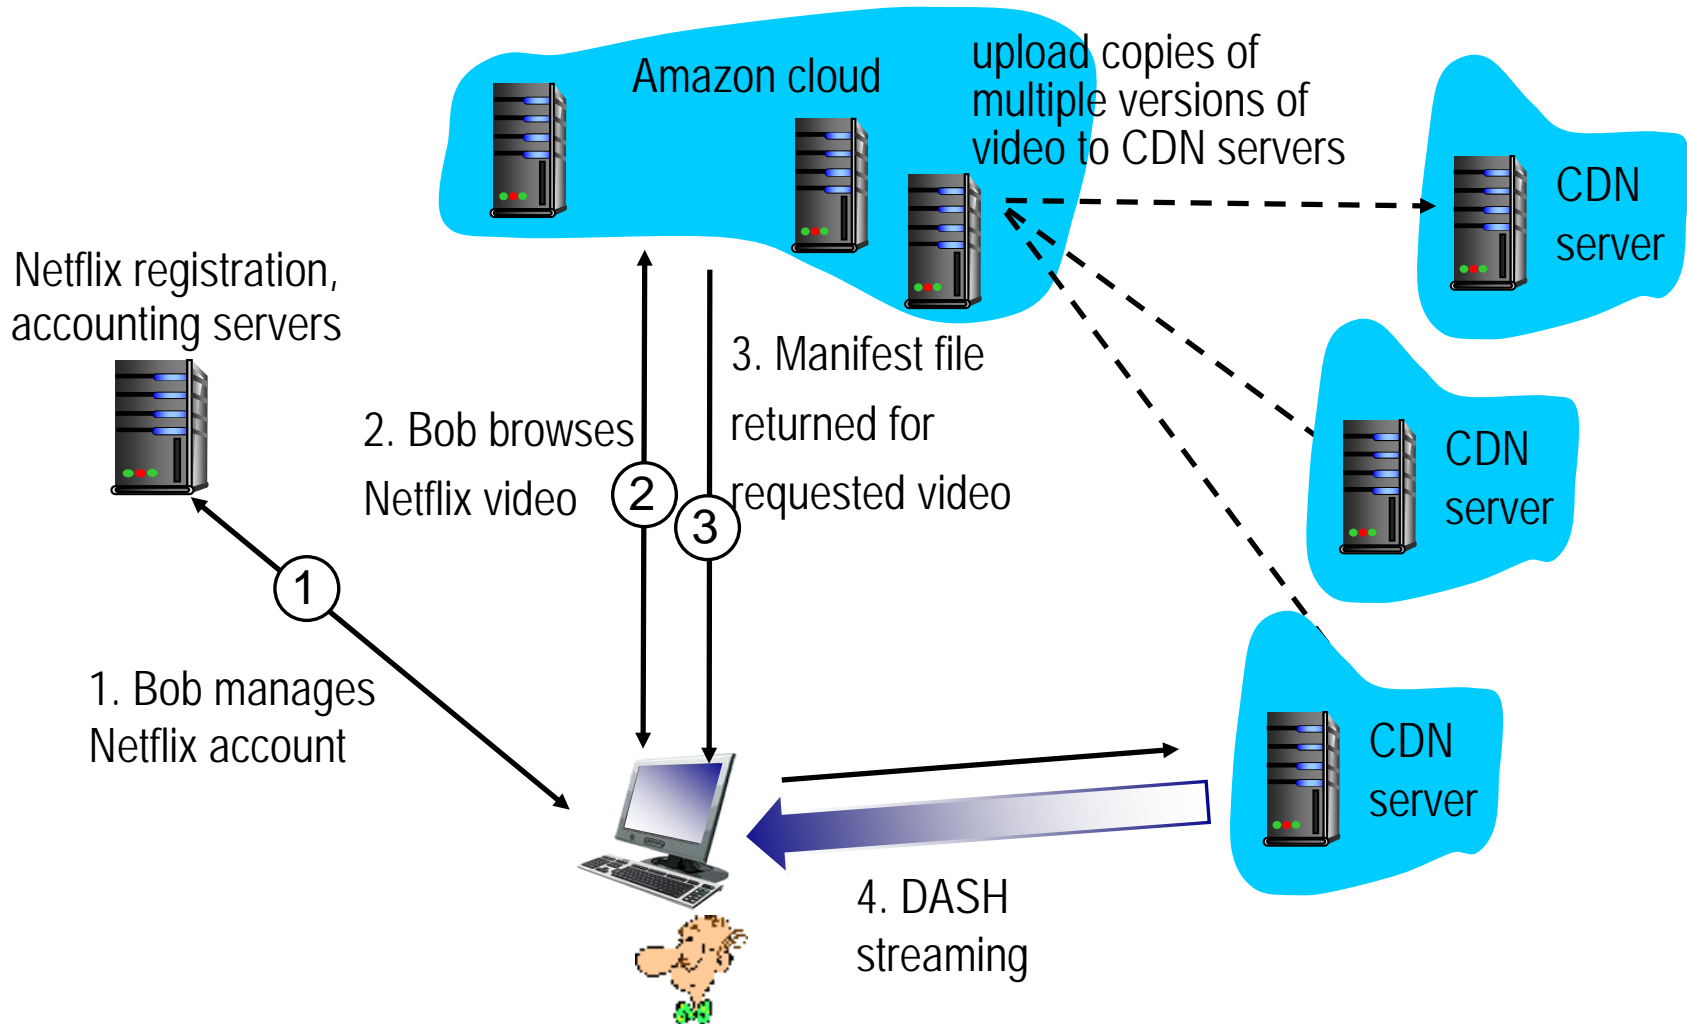 Amazon cloud
upload copies of
multiple versions of
video to CDN servers
CDN
server
Netflix registration,
accounting servers
3. Manifest file
returned for
requested video
2. Bob browses
Netflix video
2
3
CDN
server
1
1. Bob manages
Netflix account
CDN
server
4. DASH
streaming